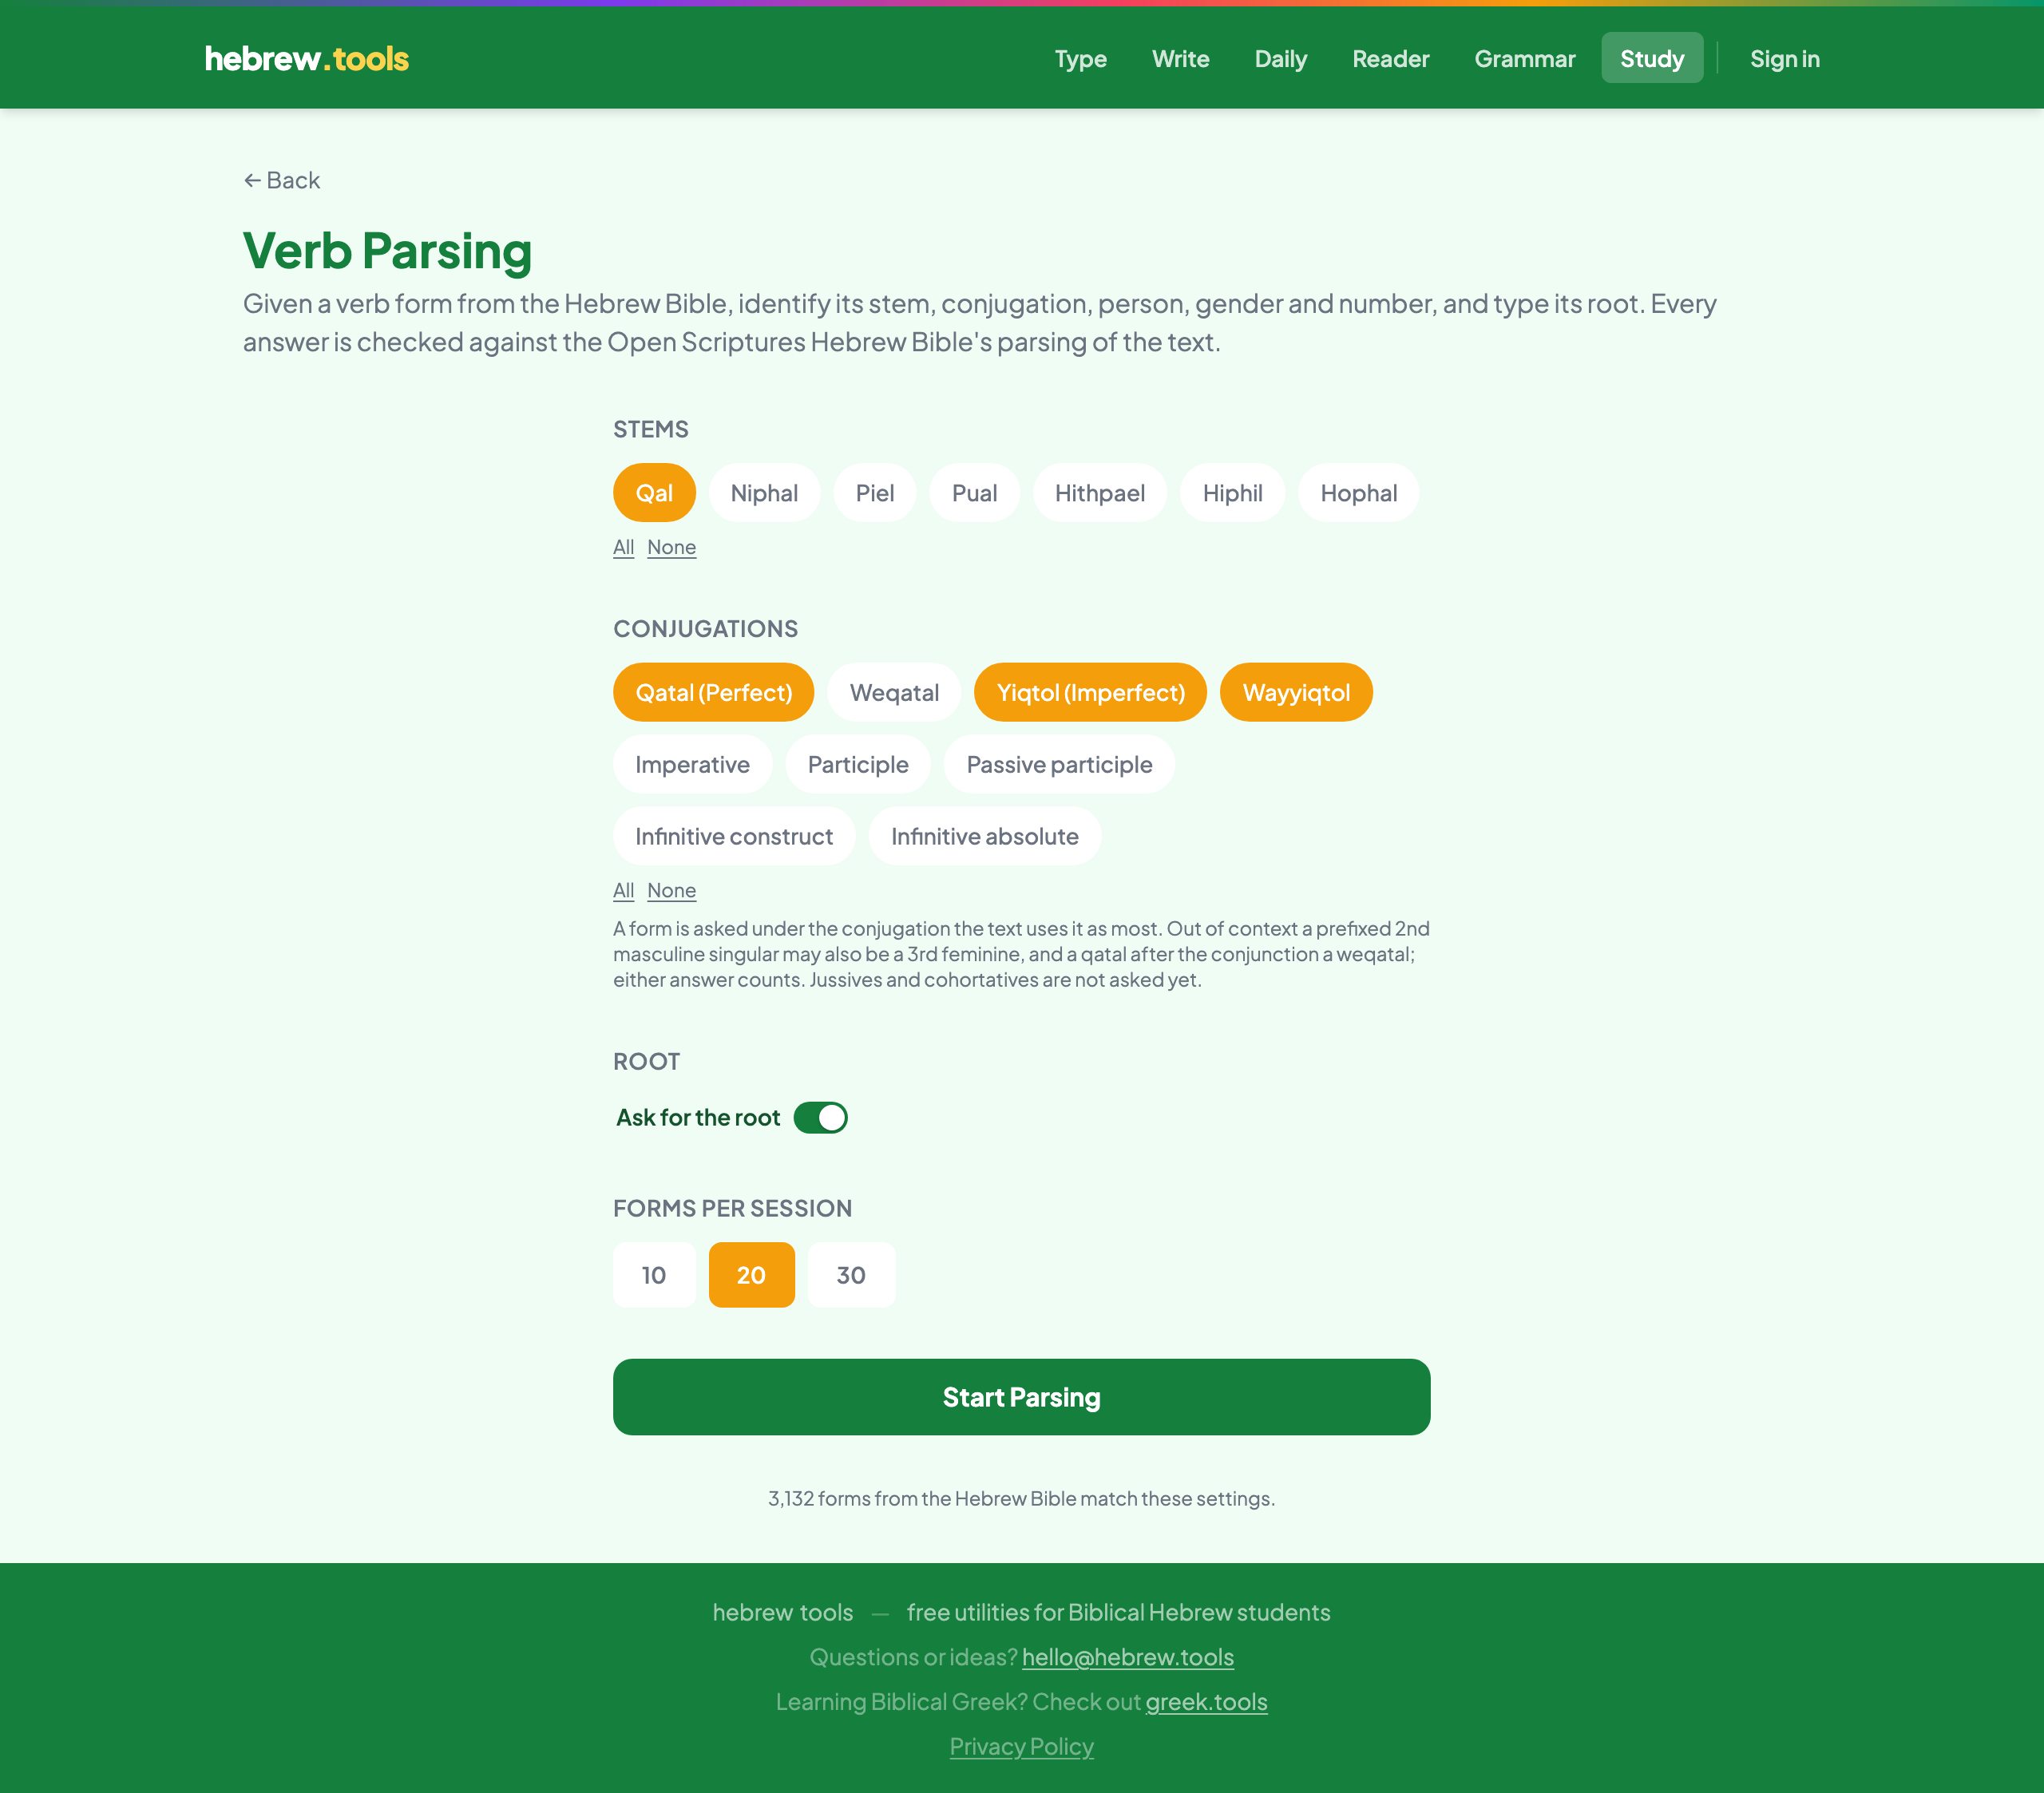 hebrew.tools
Type Write Daily Reader Grammar Study Sign in
← Back
Verb Parsing
Given a verb form from the Hebrew Bible, identify its stem, conjugation, person, gender and number, and type its root. Every
answer is checked against the Open Scriptures Hebrew Bible's parsing of the text.
STEMS
Qal Niphal Piel Pual Hithpael Hiphil Hophal
All None
CONJUGATIONS
Qatal (Perfect) Weqatal Yiqtol (Imperfect) Wayyiqtol
Imperative Participle Passive participle
Infinitive construct Infinitive absolute
All None
A form is asked under the conjugation the text uses it as most. Out of context a prefixed 2nd
masculine singular may also be a 3rd feminine, and a qatal after the conjunction a weqatal;
either answer counts. Jussives and cohortatives are not asked yet.
ROOT
Ask for the root
FORMS PER SESSION
10 20 30
Start Parsing
3,132 forms from the Hebrew Bible match these settings.
hebrew tools — free utilities for Biblical Hebrew students
Questions or ideas? hello@hebrew.tools
Learning Biblical Greek? Check out greek.tools
Privacy Policy